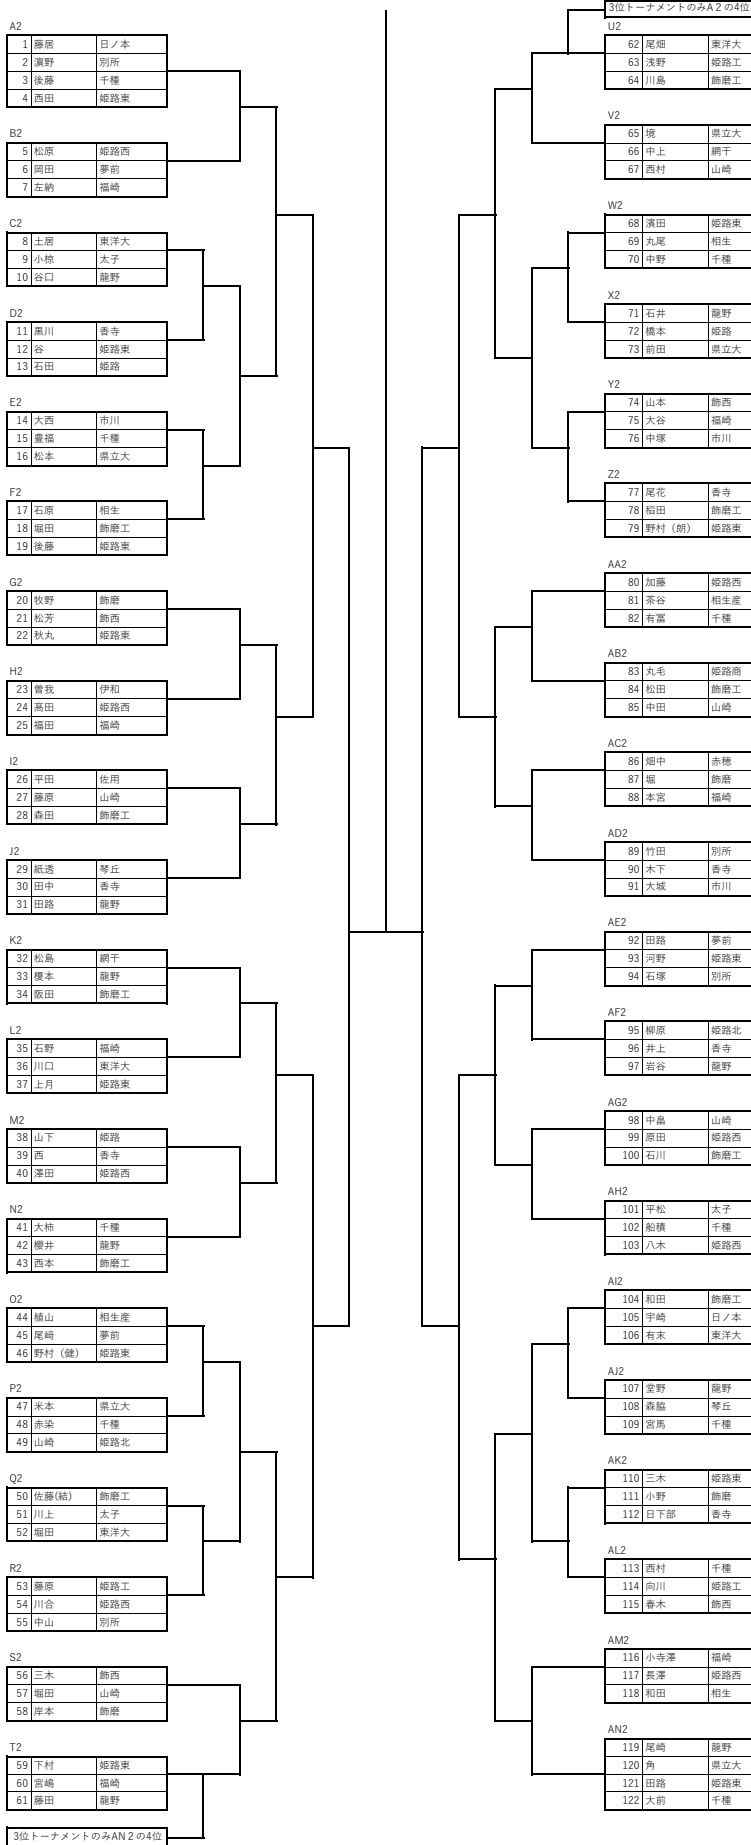 A2
1 藤居 日ノ本
2 濵野 別所
3 後藤 千種
4 西田 姫路東
B2
5 松原 姫路西
6 岡田 夢前
7 左納 福崎
C2
8 土居 東洋大
9 小椋 太子
10 谷口 龍野
D2
11 黒川 香寺
12 谷 姫路東
13 石田 姫路
E2
14 大西 市川
15 豊福 千種
16 松本 県立大
F2
17 石原 相生
18 堀田 飾磨工
19 後藤 姫路東
G2
20 牧野 飾磨
21 松芳 飾西
22 秋丸 姫路東
H2
23 曽我 伊和
24 髙田 姫路西
25 福田 福崎
I2
26 平田 佐用
27 藤原 山崎
28 森田 飾磨工
J2
29 紙透 琴丘
30 田中 香寺
31 田路 龍野
K2
32 松島 網干
33 榎本 龍野
34 阪田 飾磨工
L2
35 石野 福崎
36 川口 東洋大
37 上月 姫路東
M2
38 山下 姫路
39 西 香寺
40 澤田 姫路西
N2
41 大柿 千種
42 櫻井 龍野
43 西本 飾磨工
O2
44 植山 相生産
45 尾﨑 夢前
46 野村（健） 姫路東
P2
47 米本 県立大
48 赤染 千種
49 山崎 姫路北
Q2
50 佐藤(結) 飾磨工
51 川上 太子
52 堀田 東洋大
R2
53 藤原 姫路工
54 川合 姫路西
55 中山 別所
S2
56 三木 飾西
57 堀田 山崎
58 岸本 飾磨
T2
59 下村 姫路東
60 宮嶋 福崎
61 藤田 龍野
3位トーナメントのみAN２の4位
3位トーナメントのみA２の4位
U2
62 尾畑 東洋大
63 浅野 姫路工
64 川島 飾磨工
V2
65 境 県立大
66 中上 網干
67 西村 山崎
W2
68 濱田 姫路東
69 丸尾 相生
70 中野 千種
X2
71 石井 龍野
72 橋本 姫路
73 前田 県立大
Y2
74 山本 飾西
75 大谷 福崎
76 中塚 市川
Z2
77 尾花 香寺
78 稲田 飾磨工
79 野村（朗） 姫路東
AA2
80 加藤 姫路西
81 茶谷 相生産
82 有冨 千種
AB2
83 丸毛 姫路商
84 松田 飾磨工
85 中田 山崎
AC2
86 畑中 赤穂
87 堀 飾磨
88 本宮 福崎
AD2
89 竹田 別所
90 木下 香寺
91 大城 市川
AE2
92 田路 夢前
93 河野 姫路東
94 石塚 別所
AF2
95 柳原 姫路北
96 井上 香寺
97 岩谷 龍野
AG2
98 中畠 山崎
99 原田 姫路西
100 石川 飾磨工
AH2
101 平松 太子
102 船積 千種
103 八木 姫路西
AI2
104 和田 飾磨工
105 宇崎 日ノ本
106 有末 東洋大
AJ2
107 堂野 龍野
108 森脇 琴丘
109 宮馬 千種
AK2
110 三木 姫路東
111 小野 飾磨
112 日下部 香寺
AL2
113 西村 千種
114 向川 姫路工
115 春木 飾西
AM2
116 小寺澤 福崎
117 長澤 姫路西
118 和田 相生
AN2
119 尾崎 龍野
120 角 県立大
121 田路 姫路東
122 大前 千種